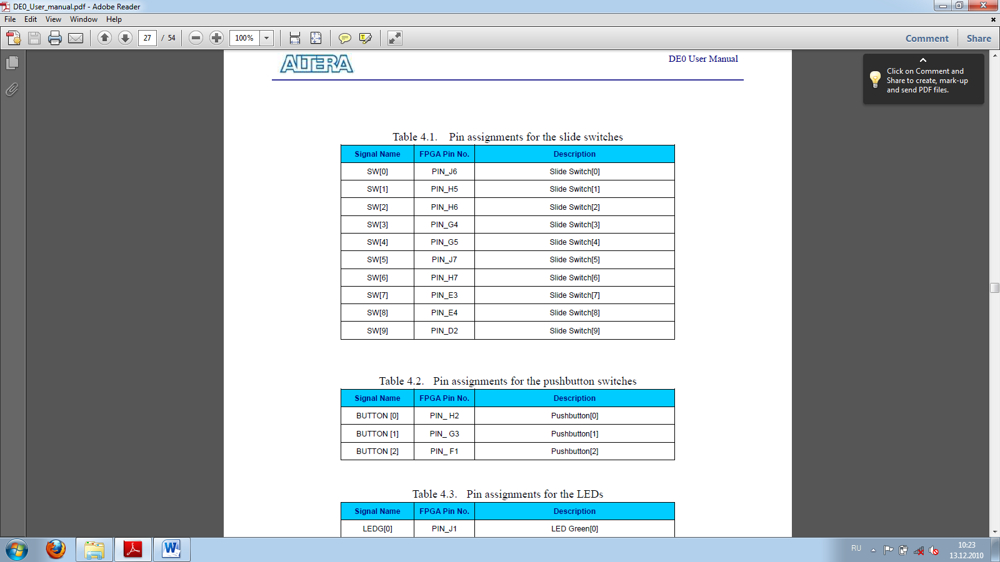 DE0_User_manual.pdf - Adobe Reader
File Edit View Window Help
27 / 54 100% Comment Share
ALTERA DE0 User Manual
Click on Comment and
Share to create, mark-up
and send PDF files.
Table 4.1. Pin assignments for the slide switches
Signal Name FPGA Pin No. Description
SW[0] PIN_J6 Slide Switch[0]
SW[1] PIN_H5 Slide Switch[1]
SW[2] PIN_H6 Slide Switch[2]
SW[3] PIN_G4 Slide Switch[3]
SW[4] PIN_G5 Slide Switch[4]
SW[5] PIN_J7 Slide Switch[5]
SW[6] PIN_H7 Slide Switch[6]
SW[7] PIN_E3 Slide Switch[7]
SW[8] PIN_E4 Slide Switch[8]
SW[9] PIN_D2 Slide Switch[9]
Table 4.2. Pin assignments for the pushbutton switches
Signal Name FPGA Pin No. Description
BUTTON [0] PIN_ H2 Pushbutton[0]
BUTTON [1] PIN_ G3 Pushbutton[1]
BUTTON [2] PIN_ F1 Pushbutton[2]
Table 4.3. Pin assignments for the LEDs
Signal Name FPGA Pin No. Description
LEDG[0] PIN_J1 LED Green[0]
RU 10:23
13.12.2010